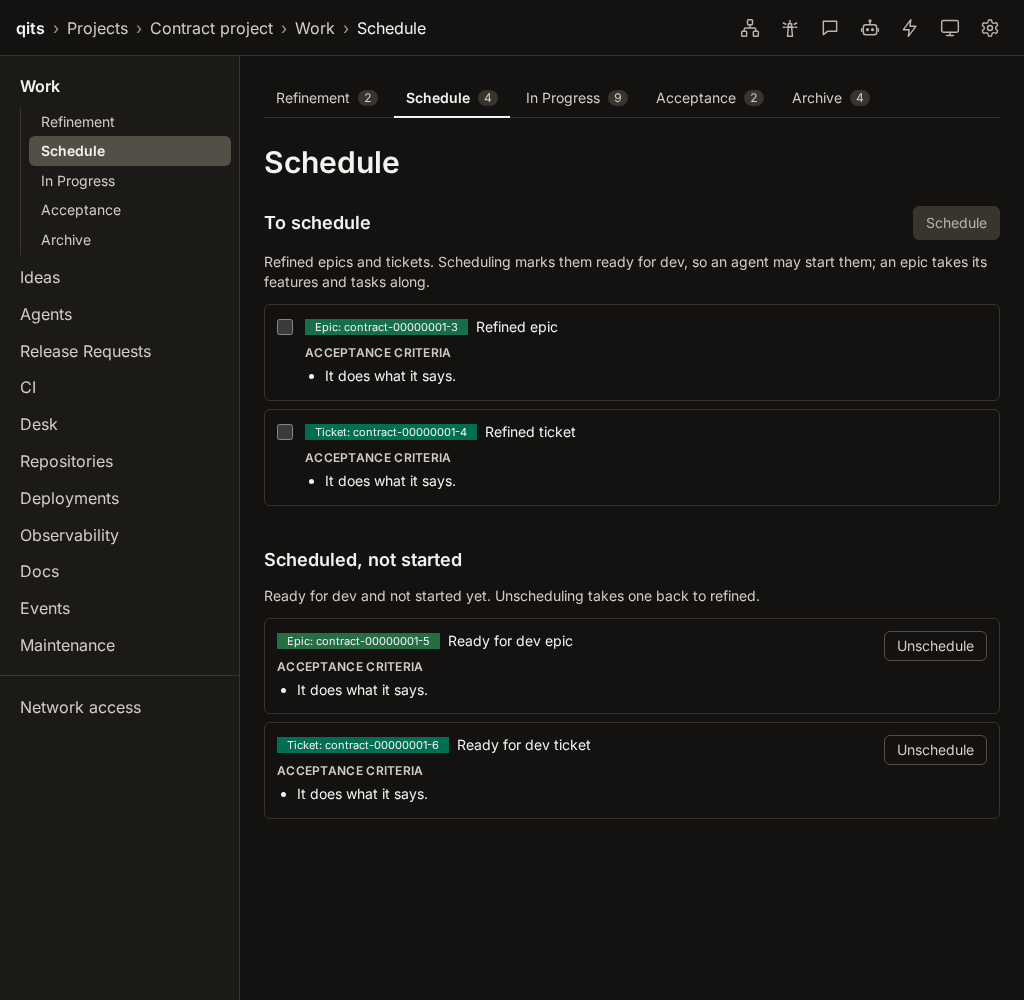 qits › Projects › Contract project › Work › Schedule
Work
Refinement
Schedule
In Progress
Acceptance
Archive
Ideas
Agents
Release Requests
CI
Desk
Repositories
Deployments
Observability
Docs
Events
Maintenance
Network access
Refinement 2 Schedule 4 In Progress 9 Acceptance 2 Archive 4
Schedule
To schedule Schedule
Refined epics and tickets. Scheduling marks them ready for dev, so an agent may start them; an epic takes its
features and tasks along.
Epic: contract-00000001-3 Refined epic
ACCEPTANCE CRITERIA
• It does what it says.
Ticket: contract-00000001-4 Refined ticket
ACCEPTANCE CRITERIA
• It does what it says.
Scheduled, not started
Ready for dev and not started yet. Unscheduling takes one back to refined.
Epic: contract-00000001-5 Ready for dev epic Unschedule
ACCEPTANCE CRITERIA
• It does what it says.
Ticket: contract-00000001-6 Ready for dev ticket Unschedule
ACCEPTANCE CRITERIA
• It does what it says.